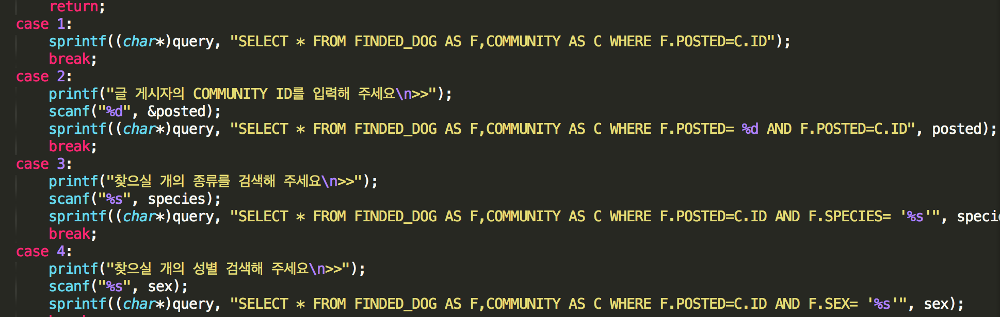 return;
case 1:
sprintf((char*)query, "SELECT * FROM FINDED_DOG AS F,COMMUNITY AS C WHERE F.POSTED=C.ID");
break;
case 2:
printf("글 게시자의 COMMUNITY ID를 입력해 주세요\n>>");
scanf("%d", &posted);
sprintf((char*)query, "SELECT * FROM FINDED_DOG AS F,COMMUNITY AS C WHERE F.POSTED= %d AND F.POSTED=C.ID", posted);
break;
case 3:
printf("찾으실 개의 종류를 검색해 주세요\n>>");
scanf("%s", species);
sprintf((char*)query, "SELECT * FROM FINDED_DOG AS F,COMMUNITY AS C WHERE F.POSTED=C.ID AND F.SPECIES= '%s'",
break;
case 4:
printf("찾으실 개의 성별 검색해 주세요\n>>");
scanf("%s", sex);
sprintf((char*)query, "SELECT * FROM FINDED_DOG AS F,COMMUNITY AS C WHERE F.POSTED=C.ID AND F.SEX= '%s'", sex);